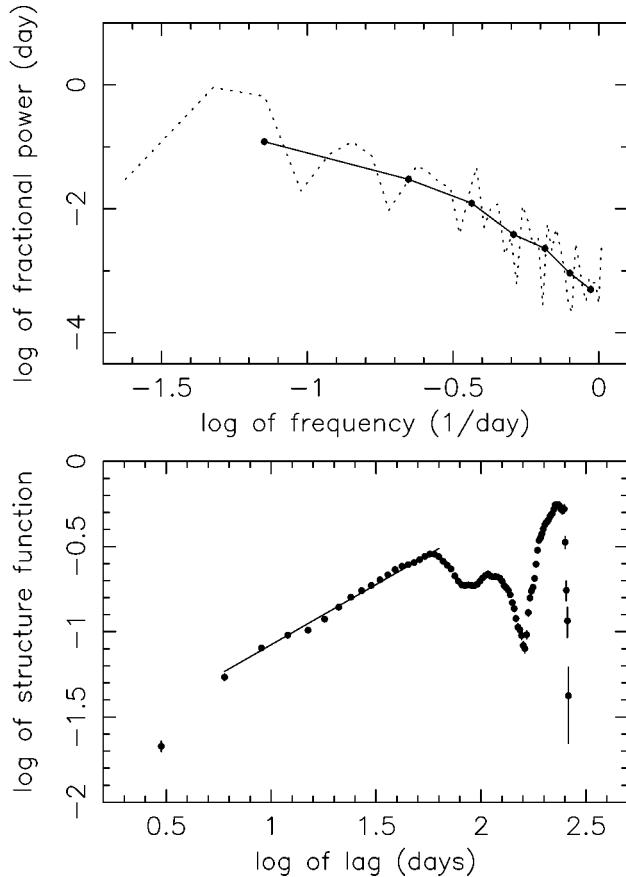 log of fractional power (day)
0
−2
−4
−1.5 −1 −0.5 0
log of frequency (1/day)
log of structure function
0
−0.5
−1
−1.5
−2
0.5 1 1.5 2 2.5
log of lag (days)